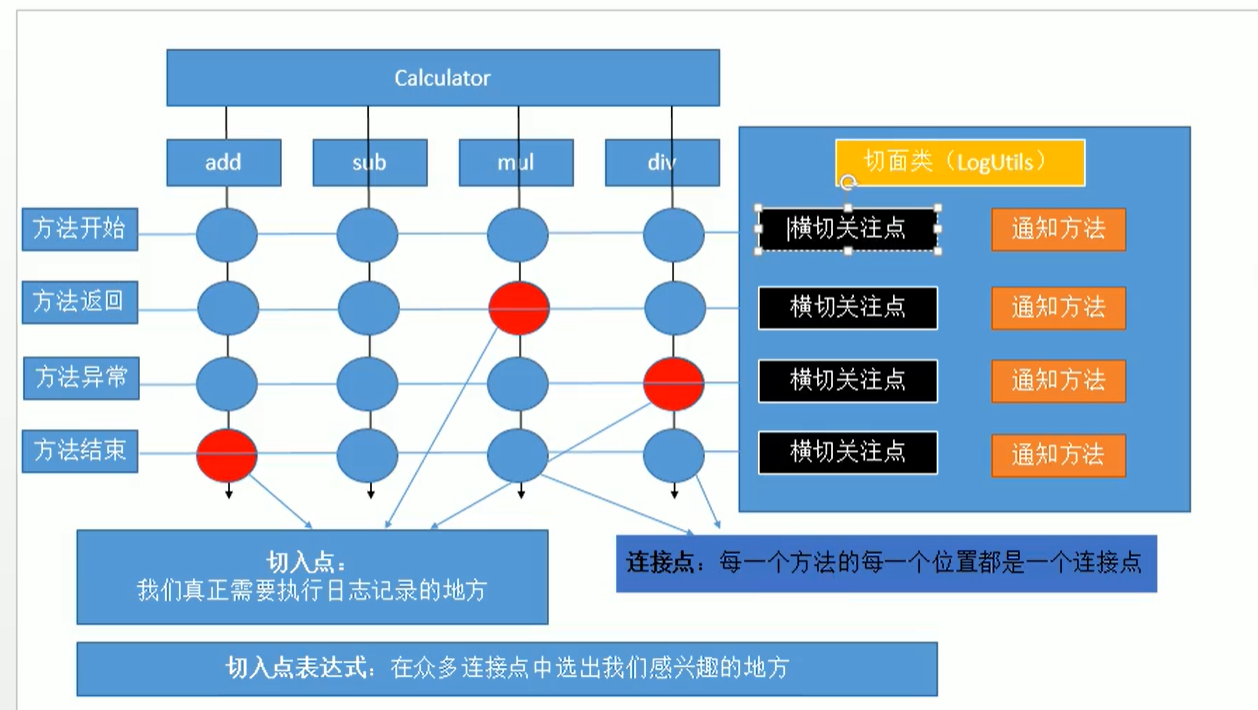 Calculator
add
sub
mul
div
切面类（LogUtils）
方法开始
横切关注点
通知方法
方法返回
横切关注点
通知方法
方法异常
横切关注点
通知方法
方法结束
横切关注点
通知方法
切入点：
我们真正需要执行日志记录的地方
连接点：每一个方法的每一个位置都是一个连接点
切入点表达式：在众多连接点中选出我们感兴趣的地方